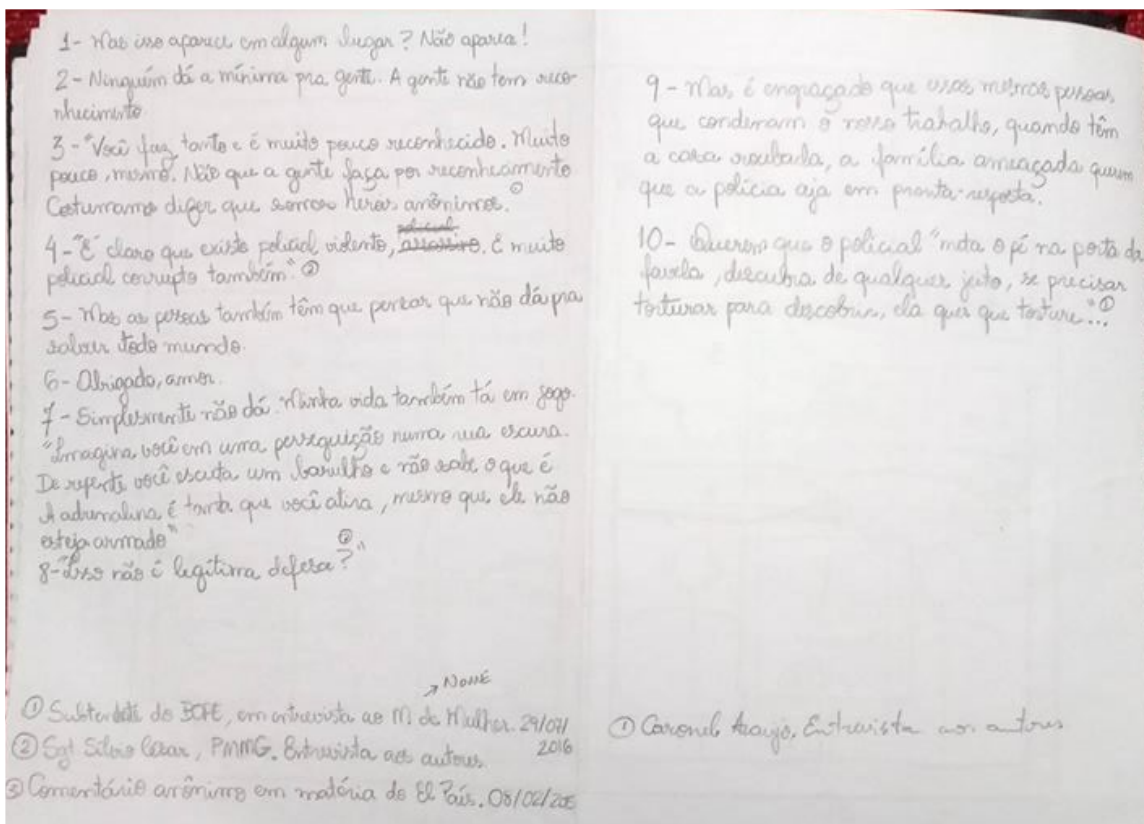 1- Mas isso aparece em algum lugar? Não aparece!
2- Ninguém dá a mínima pra gente. A gente não tem reco-
nhecimento.
3- "Você faz tanto e é muito pouco reconhecido. Muito
pouco, mesmo. Não que a gente faça por reconhecimento.
Costumamos dizer que somos heróis anônimos." ①
policial
4- "É claro que existe policial violento, assassino. E muito
policial corrupto também" ②
5- Mas as pessoas também têm que pensar que não dá pra
salvar todo mundo.
6- Obrigado, amor.
7- Simplesmente não dá. Minha vida também tá em jogo.
"Imagina você em uma perseguição numa rua escura.
De repente você escuta um barulho e não sabe o que é
A adrenalina é tanta que você atira, mesmo que ele não
esteja armado"
8- "Isso não é legítima defesa?"
→ NOME
① do BOPE, em entrevista ao M de Mulher. 29/04/
2016
② Sgt Silvio Cesar, PMMG. Entrevista aos autores.
③ Comentário anônimo em matéria do El País. 08/02/
9- Mas, é engraçado que essas mesmas pessoas
que condenam o nosso trabalho, quando têm
a casa roubada, a família ameaçada querem
que a polícia aja em pronta-resposta.
10- Querem que o policial "meta o pé na porta da
favela, descubra de qualquer jeito, se precisar
torturar para descobrir, ela quer que torture..." ①
① Coronel Araujo. Entrevista aos autores